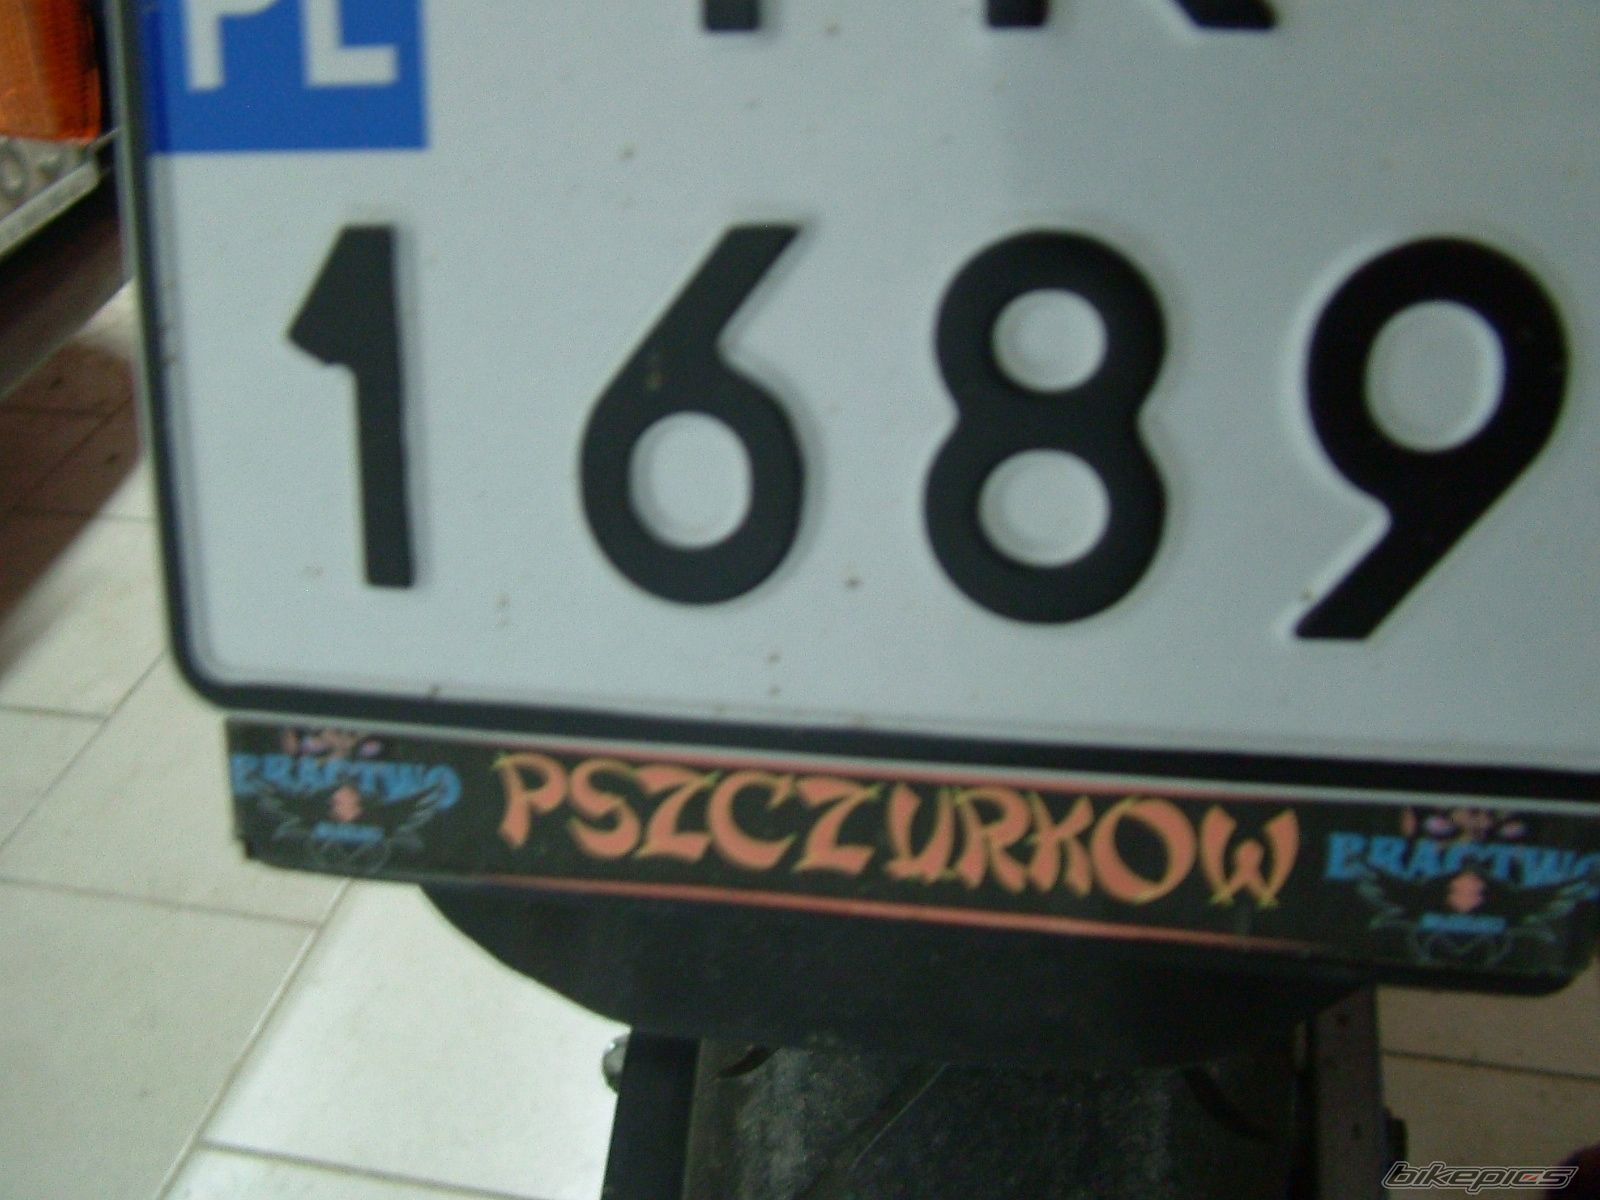 PL
1689
BRACTWO PSZCZURKOW BRACTWO
bikepics